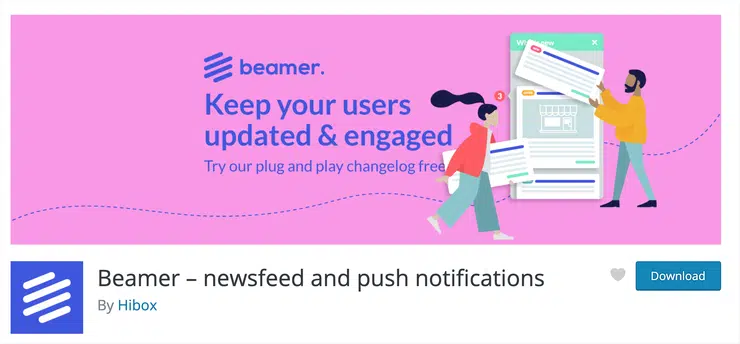 beamer.
Keep your users
updated & engaged
Try our plug and play changelog free
3
Beamer – newsfeed and push notifications
By Hibox
Download